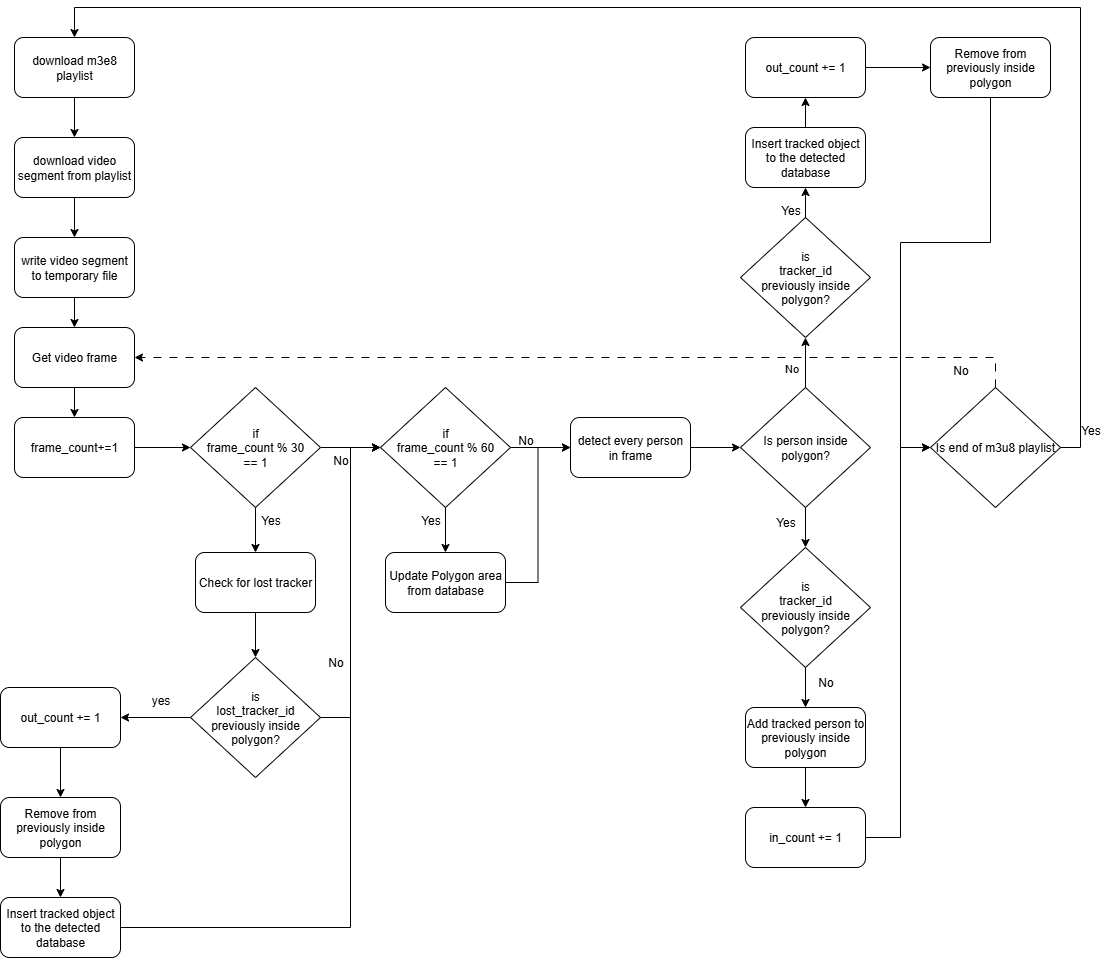 download m3e8
playlist
download video
segment from playlist
write video segment
to temporary file
Get video frame
frame_count+=1
if
frame_count % 30
== 1
No
Yes
Check for lost tracker
is
lost_tracker_id
previously inside
polygon?
No
yes
out_count += 1
Remove from
previously inside
polygon
Insert tracked object
to the detected
database
if
frame_count % 60
== 1
No
Yes
Update Polygon area
from database
detect every person
in frame
Is person inside
polygon?
No
is
tracker_id
previously inside
polygon?
Yes
Insert tracked object
to the detected
database
out_count += 1
Remove from
previously inside
polygon
Yes
is
tracker_id
previously inside
polygon?
No
Add tracked person to
previously inside
polygon
in_count += 1
Is end of m3u8 playlist
No
Yes